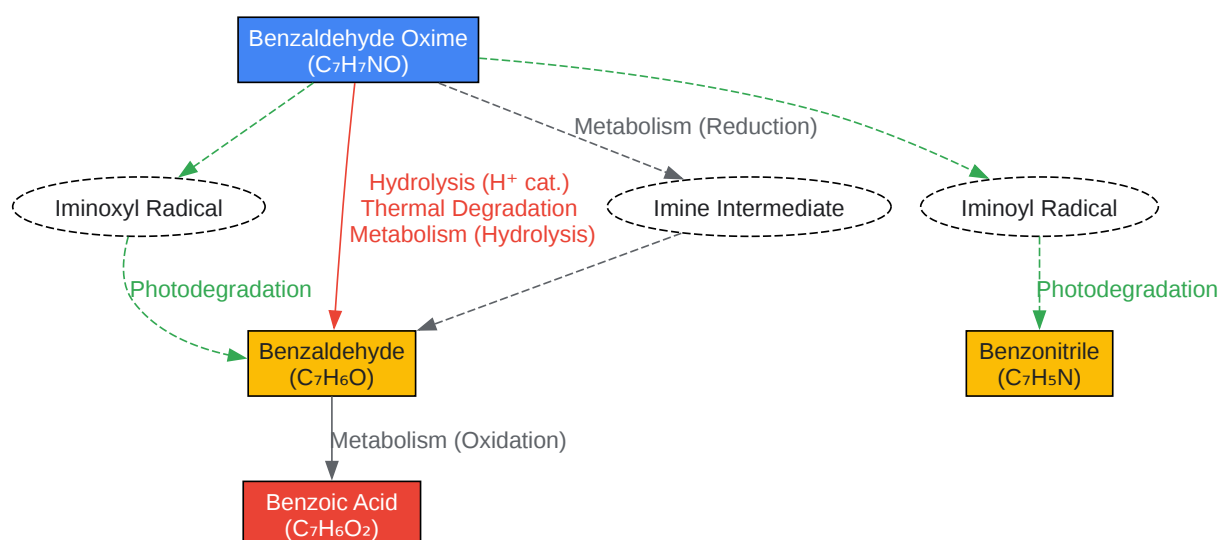 Benzaldehyde Oxime
(C₇H₇NO)
Metabolism (Reduction)
Hydrolysis (H⁺ cat.)
Thermal Degradation
Metabolism (Hydrolysis)
Iminoxyl Radical
Imine Intermediate
Iminoyl Radical
Photodegradation
Photodegradation
Benzaldehyde
(C₇H₆O)
Benzonitrile
(C₇H₅N)
Metabolism (Oxidation)
Benzoic Acid
(C₇H₆O₂)